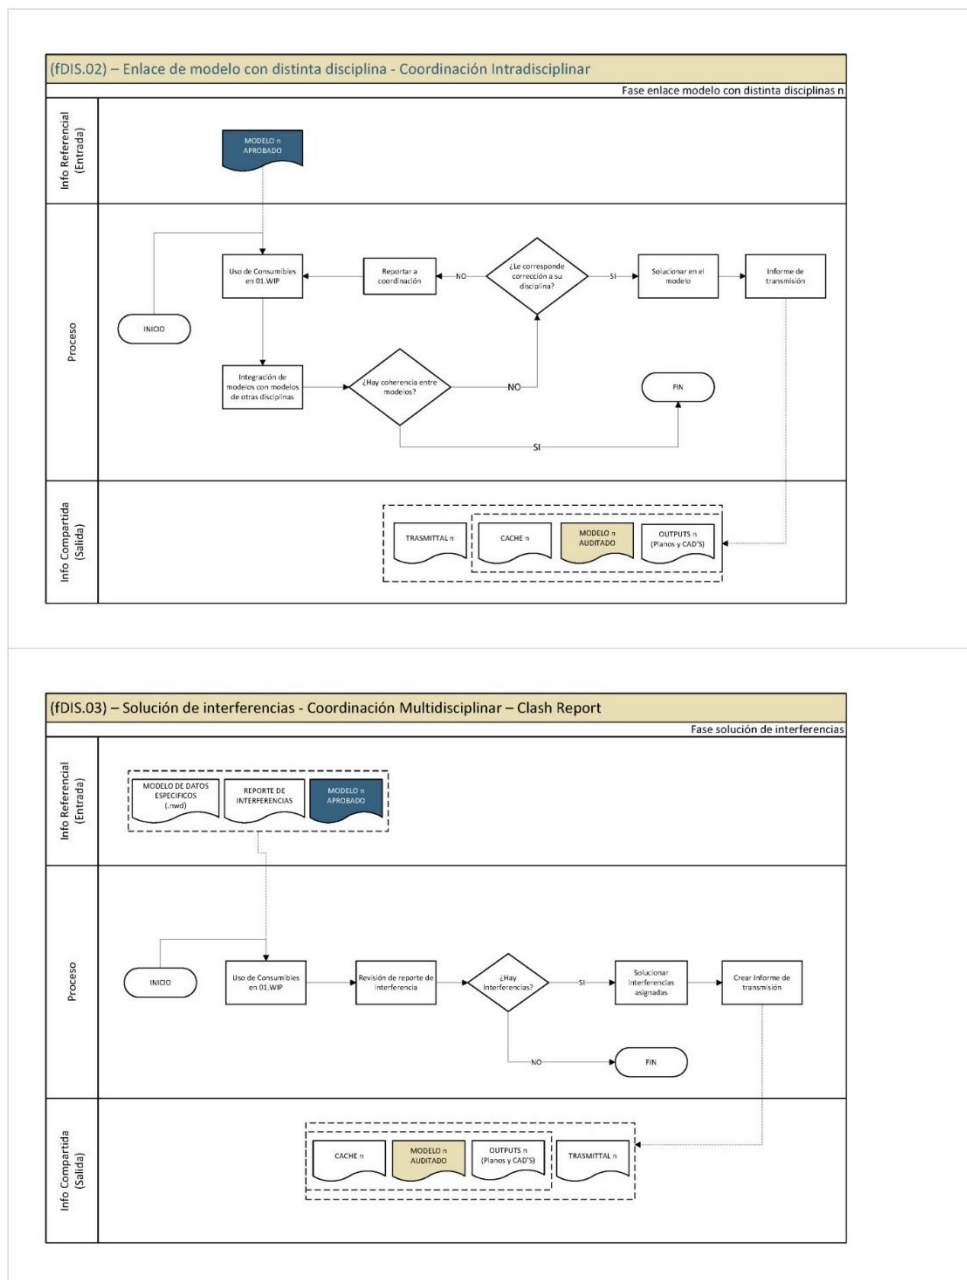 (fDIS.02) – Enlace de modelo con distinta disciplina - Coordinación Intradisciplinar
Fase enlace modelo con distinta disciplinas n
Info Referencial
(Entrada)
MODELO n
APROBADO
Proceso
INICIO
Uso de Consumibles
en 01.WIP
Reportar a
coordinación
NO
¿Le corresponde
corrección a su
disciplina?
SI
Solucionar en el
modelo
Informe de
transmisión
Integración de
modelos con modelos
de otras disciplinas
¿Hay coherencia entre
modelos?
NO
SI
FIN
Info Compartida
(Salida)
TRASMITTAL n
CACHE n
MODELO n
AUDITADO
OUTPUTS n
(Planos y CAD'S)
(fDIS.03) – Solución de interferencias - Coordinación Multidisciplinar – Clash Report
Fase solución de interferencias
Info Referencial
(Entrada)
MODELO DE DATOS
ESPECIFICOS
(.nwd)
REPORTE DE
INTERFERENCIAS
MODELO n
APROBADO
Proceso
INICIO
Uso de Consumibles
en 01.WIP
Revisión de reporte de
interferencia
¿Hay
Interferencias?
SI
Solucionar
interferencias
asignadas
Crear Informe de
transmisión
NO
FIN
Info Compartida
(Salida)
CACHE n
MODELO n
AUDITADO
OUTPUTS n
(Planos y CAD'S)
TRASMITTAL n